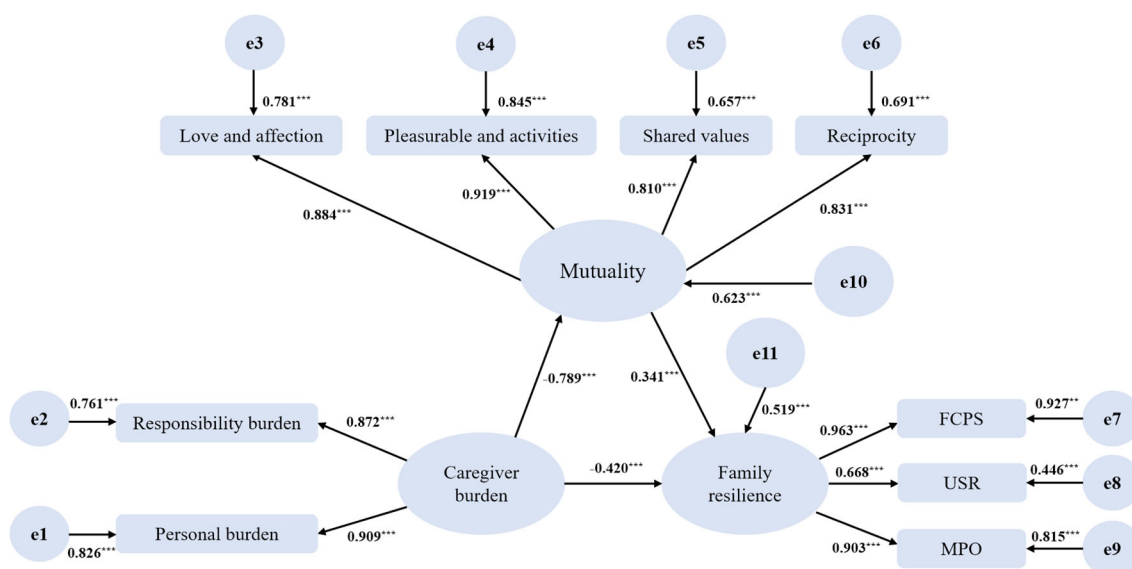 e3
e4
e5
e6
0.781***
0.845***
0.657***
0.691***
Love and affection
Pleasurable and activities
Shared values
Reciprocity
0.884***
0.919***
0.810***
0.831***
Mutuality
e10
0.623***
e11
-0.789***
0.341***
0.519***
e2
0.761***
Responsibility burden
0.872***
Caregiver
burden
-0.420***
Family
resilience
0.963***
FCPS
0.927**
e7
0.668***
USR
0.446***
e8
e1
0.826***
Personal burden
0.909***
0.903***
MPO
0.815***
e9